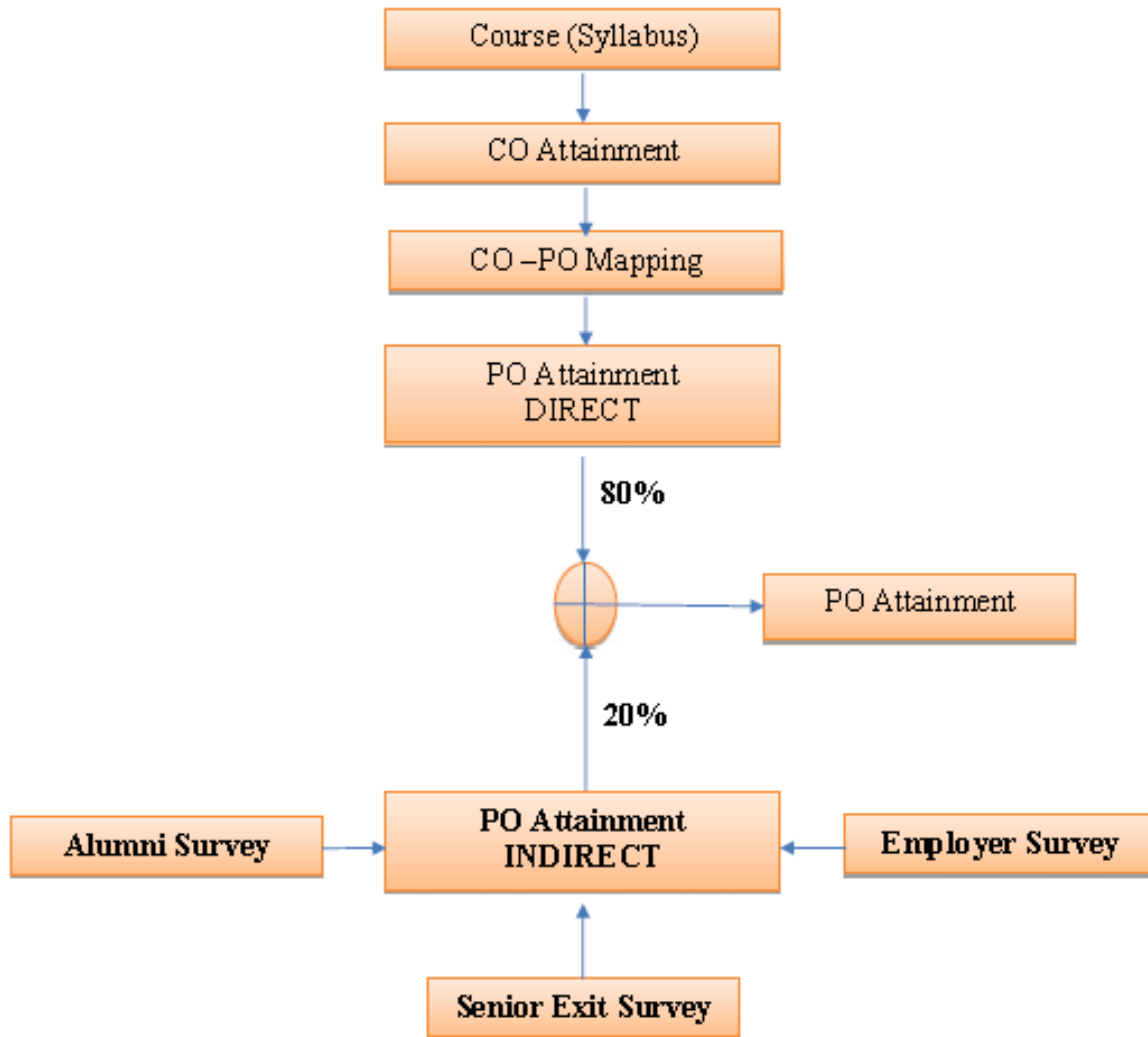 Course (Syllabus)
CO Attainment
CO –PO Mapping
PO Attainment
DIRECT
80%
PO Attainment
20%
Alumni Survey
PO Attainment
INDIRECT
Employer Survey
Senior Exit Survey